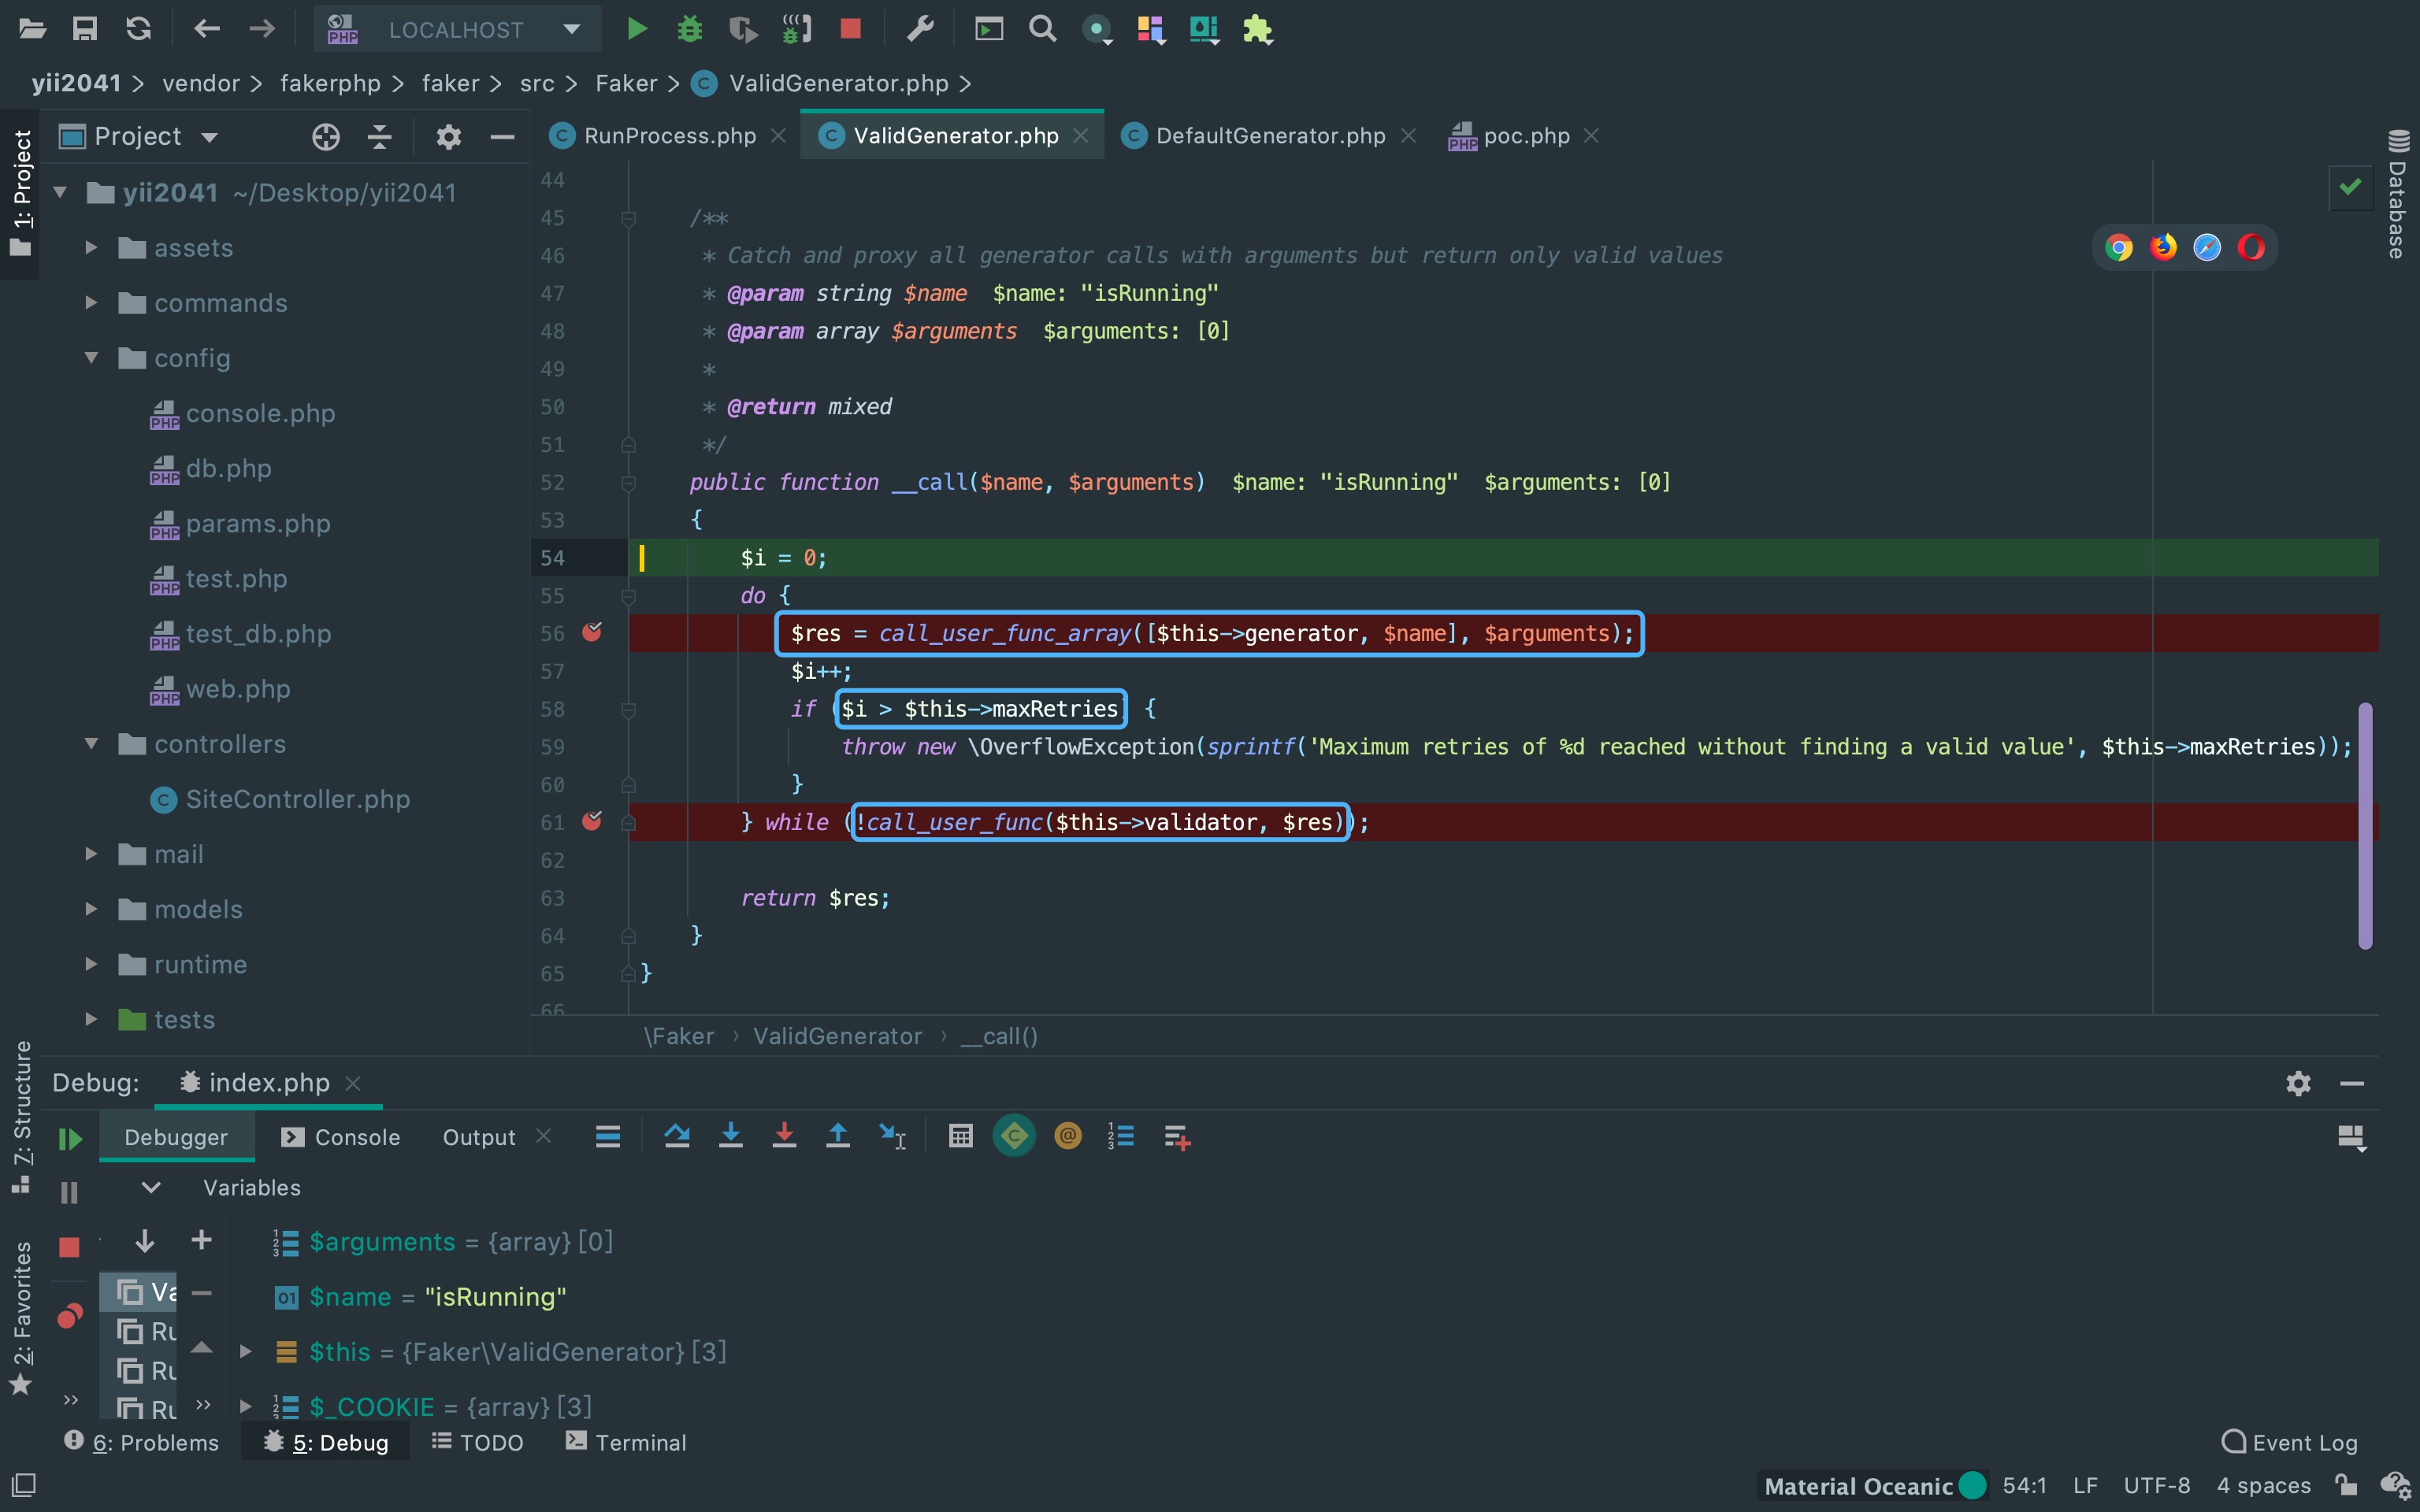 LOCALHOST
yii2041 > vendor > fakerphp > faker > src > Faker > ValidGenerator.php >
1: Project
Project
RunProcess.php ValidGenerator.php DefaultGenerator.php poc.php
Database
yii2041 ~/Desktop/yii2041
assets
commands
config
console.php
db.php
params.php
test.php
test_db.php
web.php
controllers
SiteController.php
mail
models
runtime
tests
44
45 /**
46 * Catch and proxy all generator calls with arguments but return only valid values
47 * @param string $name $name: "isRunning"
48 * @param array $arguments $arguments: [0]
49 *
50 * @return mixed
51 */
52 public function __call($name, $arguments) $name: "isRunning" $arguments: [0]
53 {
54 $i = 0;
55 do {
56 $res = call_user_func_array([$this->generator, $name], $arguments);
57 $i++;
58 if ($i > $this->maxRetries) {
59 throw new \OverflowException(sprintf('Maximum retries of %d reached without finding a valid value', $this->maxRetries));
60 }
61 } while (!call_user_func($this->validator, $res));
62
63 return $res;
64 }
65 }
66
\Faker › ValidGenerator › __call()
7: Structure
2: Favorites
Debug: index.php
Debugger Console Output
Variables
$arguments = {array} [0]
$name = "isRunning"
$this = {Faker\ValidGenerator} [3]
$_COOKIE = {array} [3]
Va
Ru
Ru
Ru
6: Problems 5: Debug TODO Terminal Event Log
Material Oceanic 54:1 LF UTF-8 4 spaces